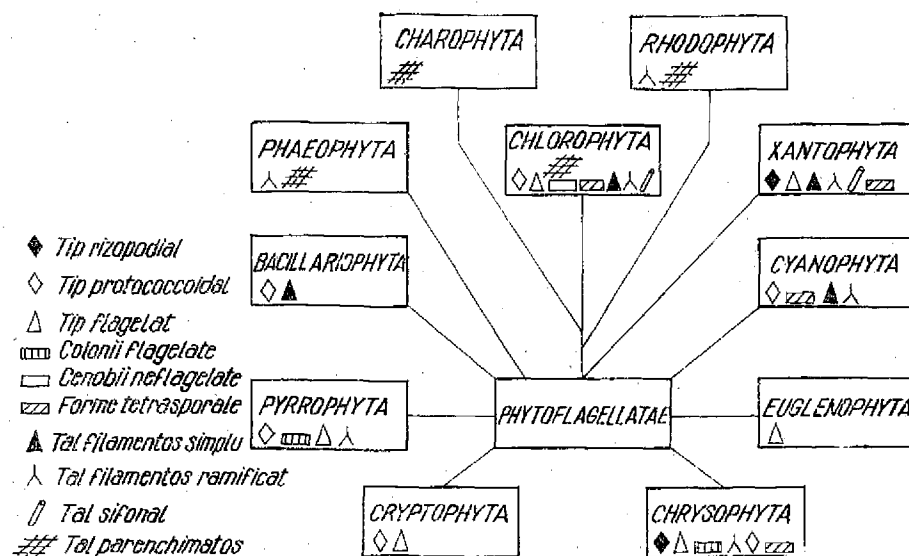 CHAROPHYTA
RHODOPHYTA
PHAEOPHYTA
CHLOROPHYTA
XANTOPHYTA
BACILLARIOPHYTA
CYANOPHYTA
PYRROPHYTA
PHYTOFLAGELLATAE
EUGLENOPHYTA
CRYPTOPHYTA
CHRYSOPHYTA
Tip rizopodial
Tip protococcoidal
Tip flagelat
Colonii flagelate
Cenobii neflagelate
Forme tetrasporale
Tal filamentos simplu
Tal filamentos ramificat
Tal sifonal
Tal parenchimatos